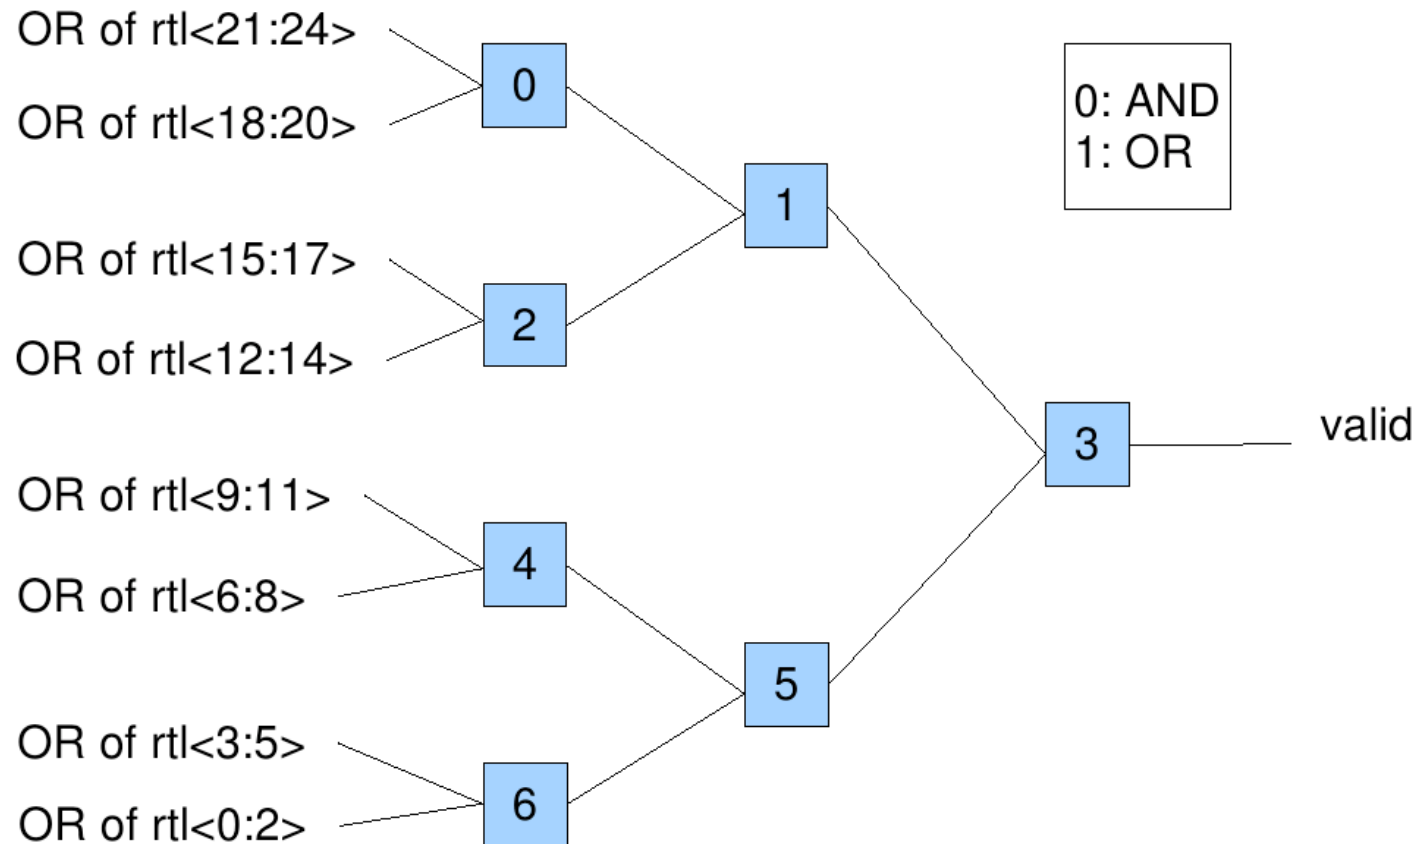 OR of rtl<21:24>
OR of rtl<18:20>
0
0: AND
1: OR
1
OR of rtl<15:17>
OR of rtl<12:14>
2
3
valid
OR of rtl<9:11>
OR of rtl<6:8>
4
5
OR of rtl<3:5>
OR of rtl<0:2>
6